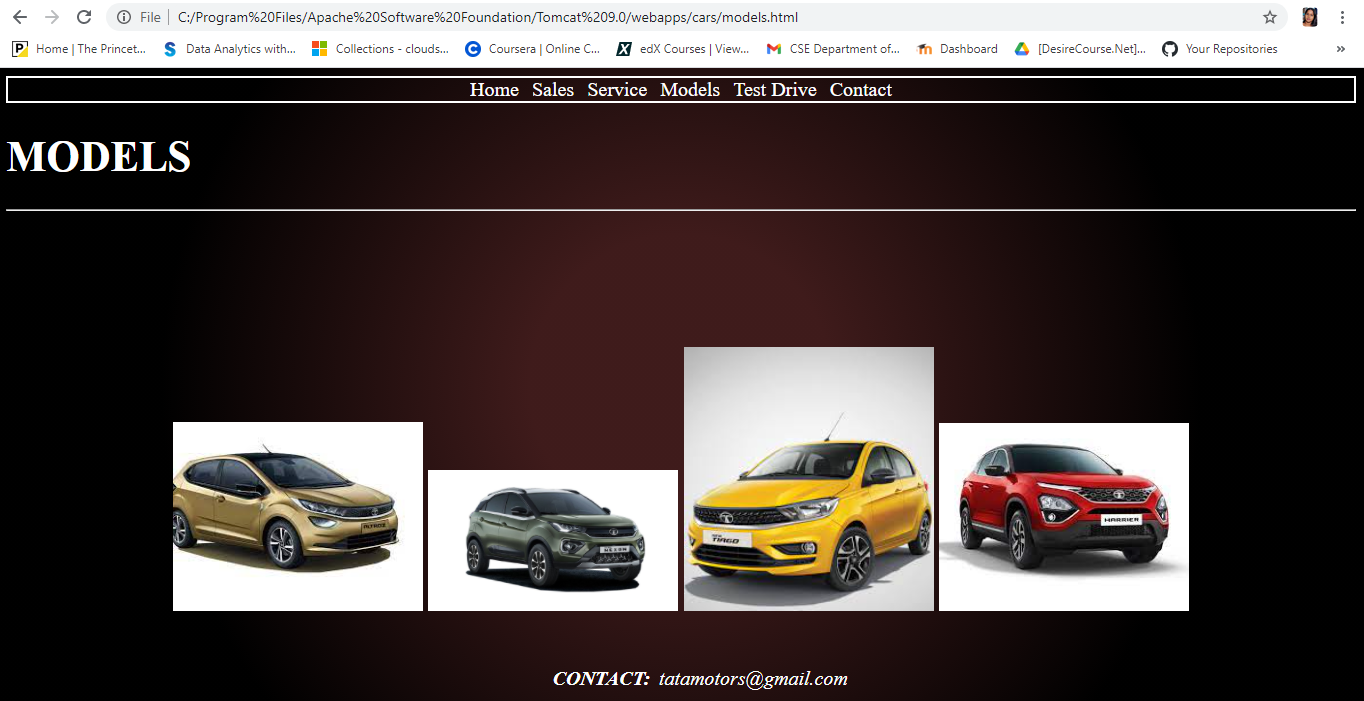 File C:/Program%20Files/Apache%20Software%20Foundation/Tomcat%209.0/webapps/cars/models.html
Home | The Princet... Data Analytics with... Collections - clouds... Coursera | Online C... edX Courses | View... CSE Department of... Dashboard [DesireCourse.Net]... Your Repositories »
Home Sales Service Models Test Drive Contact
MODELS
ALTROZ
NEXON
TIAGO
HARRIER
CONTACT: tatamotors@gmail.com